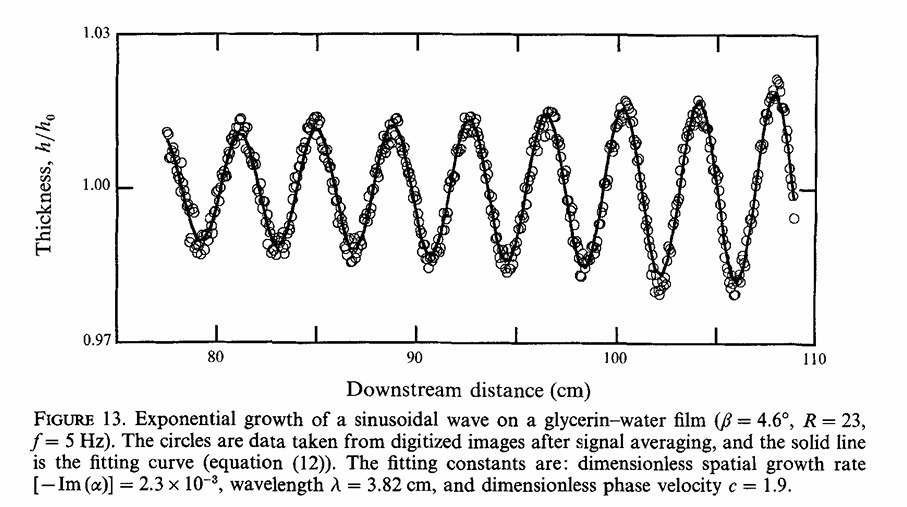 1.03
1.00
0.97
Thickness, h/h₀
80 90 100 110
Downstream distance (cm)
FIGURE 13. Exponential growth of a sinusoidal wave on a glycerin–water film (β = 4.6°, R = 23,
f = 5 Hz). The circles are data taken from digitized images after signal averaging, and the solid line
is the fitting curve (equation (12)). The fitting constants are: dimensionless spatial growth rate
[−Im (α)] = 2.3 × 10⁻³, wavelength λ = 3.82 cm, and dimensionless phase velocity c = 1.9.